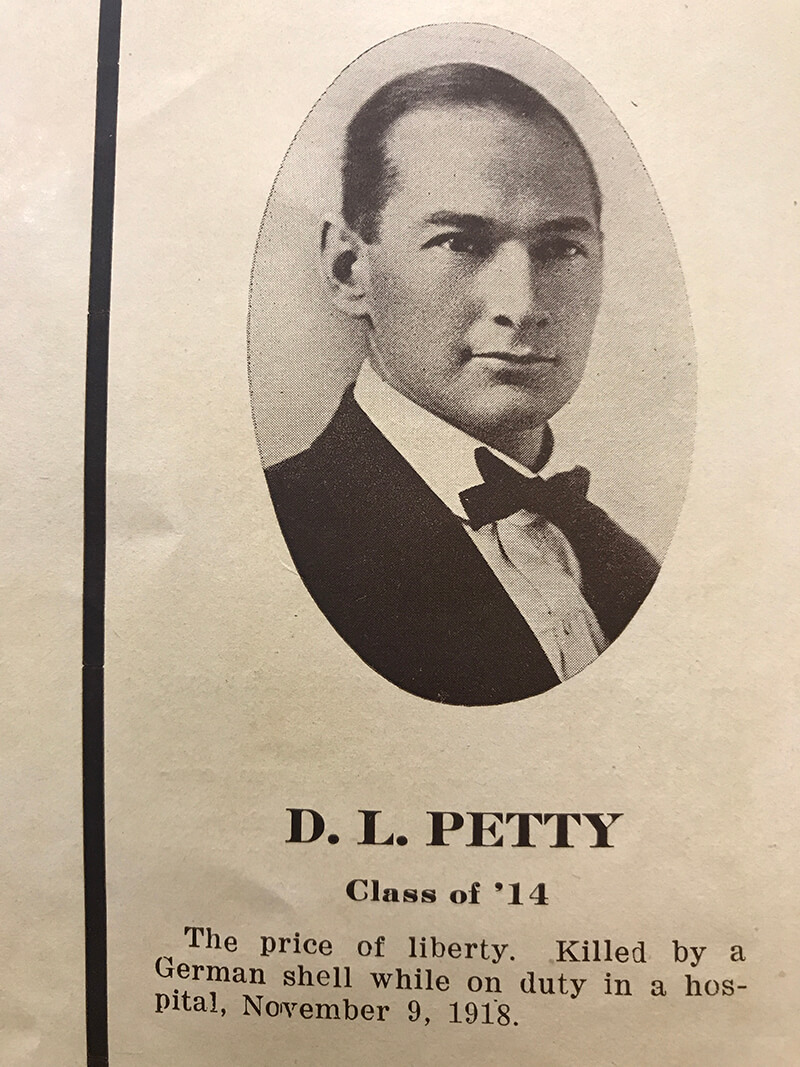 D. L. PETTY
Class of ’14
The price of liberty. Killed by a
German shell while on duty in a hos-
pital, November 9, 1918.